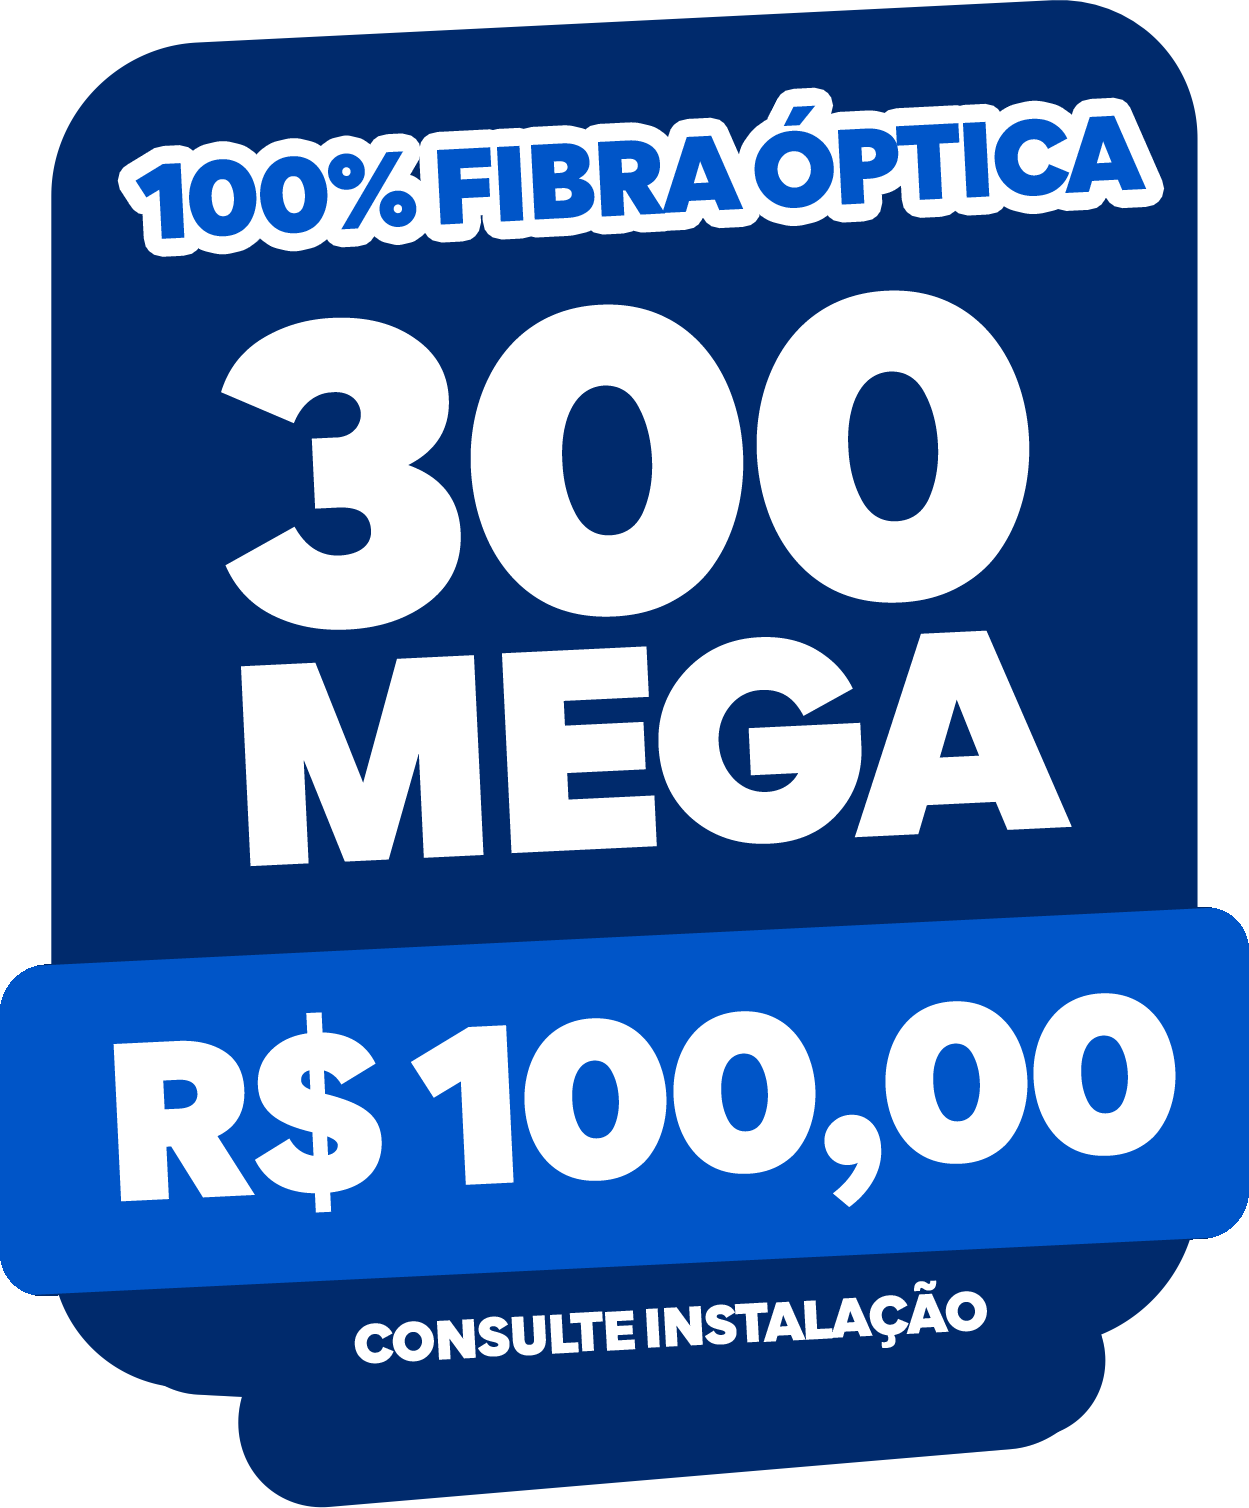 100% FIBRA ÓPTICA
300
MEGA
R$ 100,00
CONSULTE INSTALAÇÃO